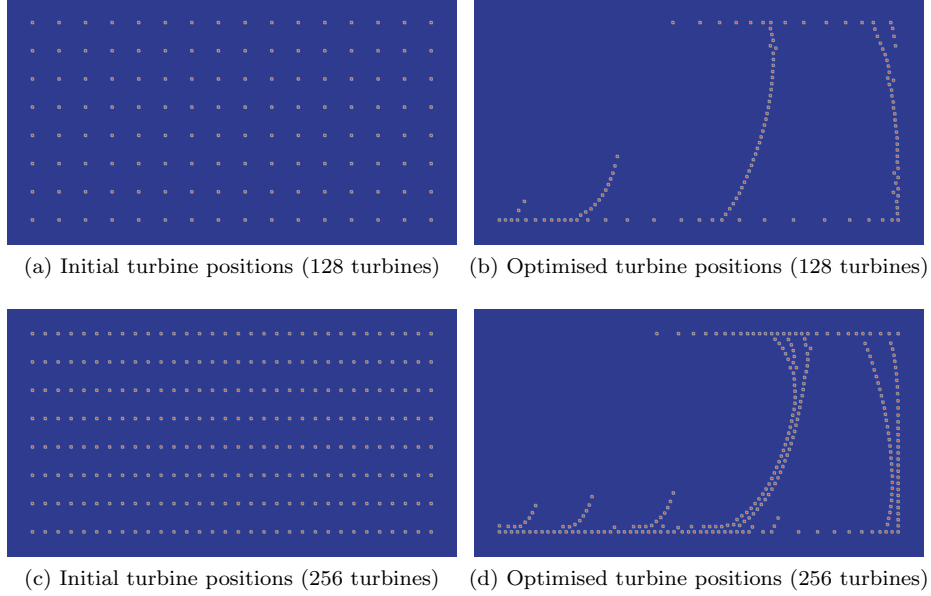 (a) Initial turbine positions (128 turbines)
(b) Optimised turbine positions (128 turbines)
(c) Initial turbine positions (256 turbines)
(d) Optimised turbine positions (256 turbines)